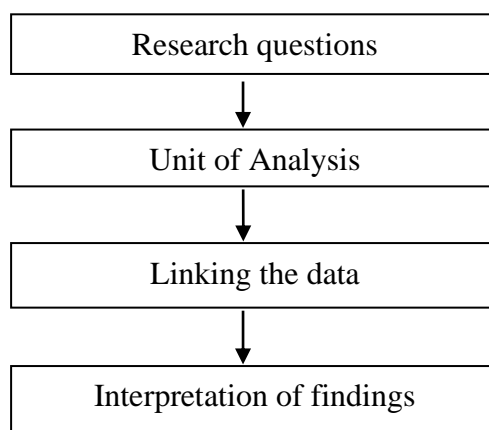 Research questions
Unit of Analysis
Linking the data
Interpretation of findings